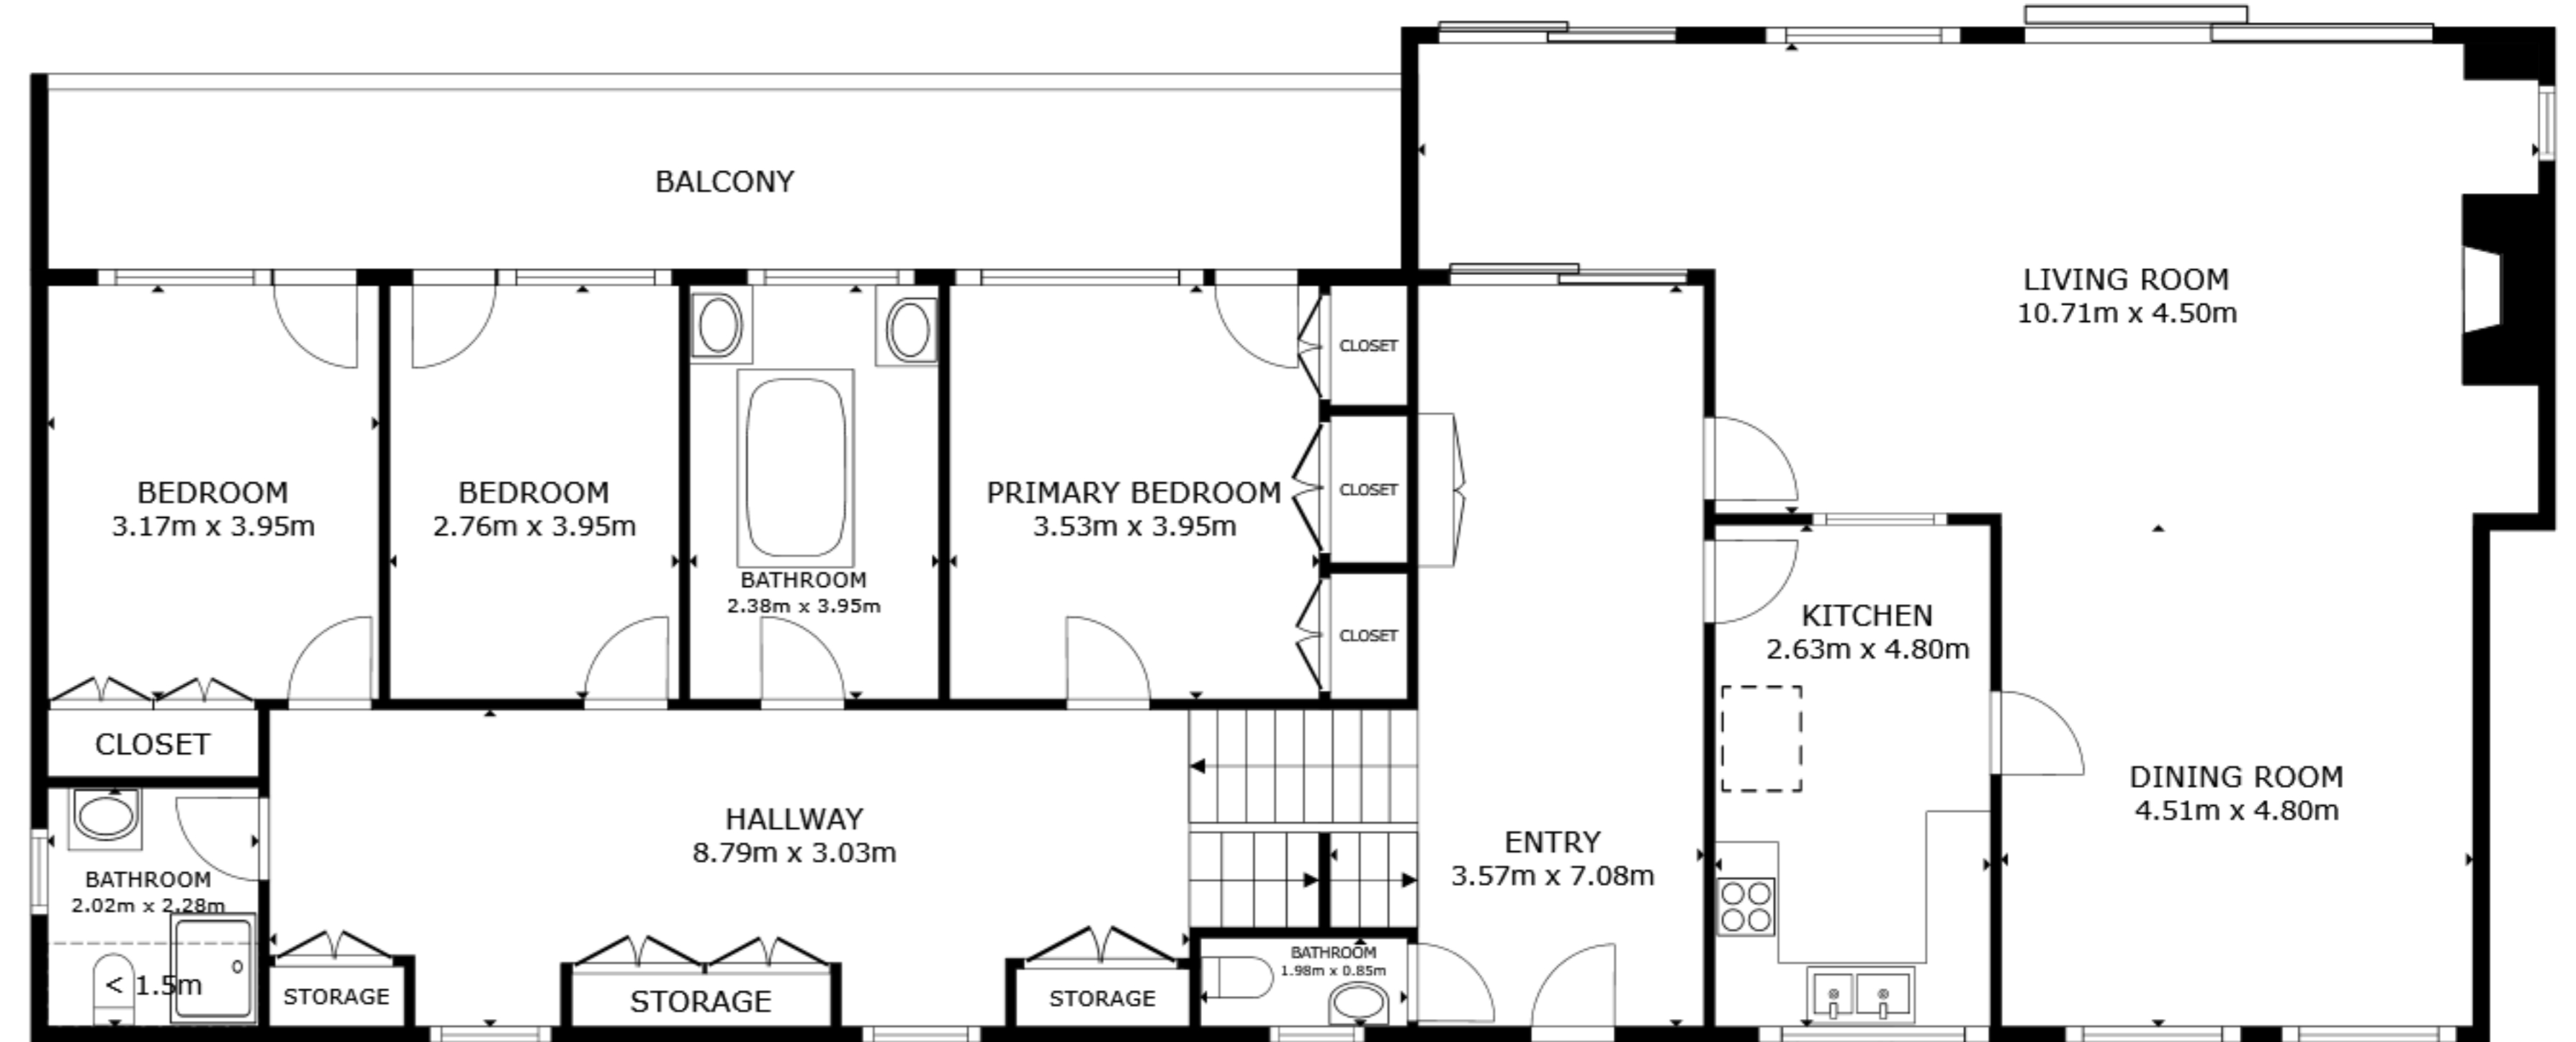 BALCONY
LIVING ROOM
10.71m x 4.50m
CLOSET
BEDROOM
3.17m x 3.95m
BEDROOM
2.76m x 3.95m
BATHROOM
2.38m x 3.95m
PRIMARY BEDROOM
3.53m x 3.95m
CLOSET
CLOSET
KITCHEN
2.63m x 4.80m
CLOSET
DINING ROOM
4.51m x 4.80m
HALLWAY
8.79m x 3.03m
ENTRY
3.57m x 7.08m
BATHROOM
2.02m x 2.28m
< 1.5m
STORAGE
STORAGE
STORAGE
BATHROOM
1.98m x 0.85m